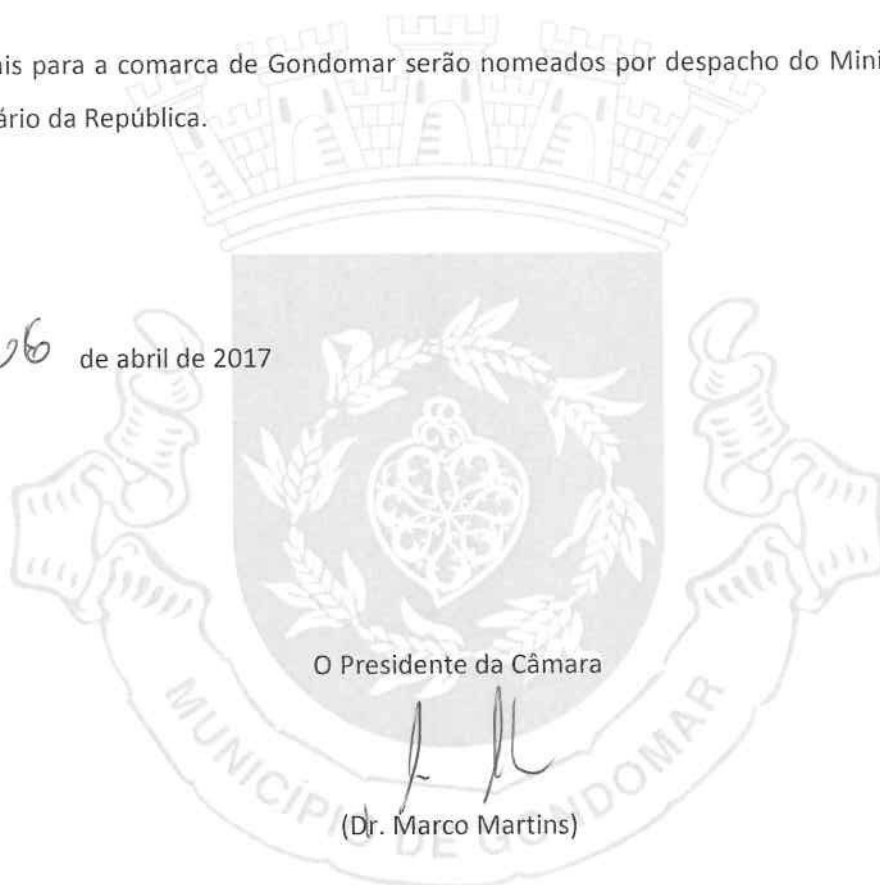 is para a comarca de Gondomar serão nomeados por despacho do Mini
ário da República.
de abril de 2017
O Presidente da Câmara
(Dr. Marco Martins)
MUNICÍPIO DE GONDOMAR